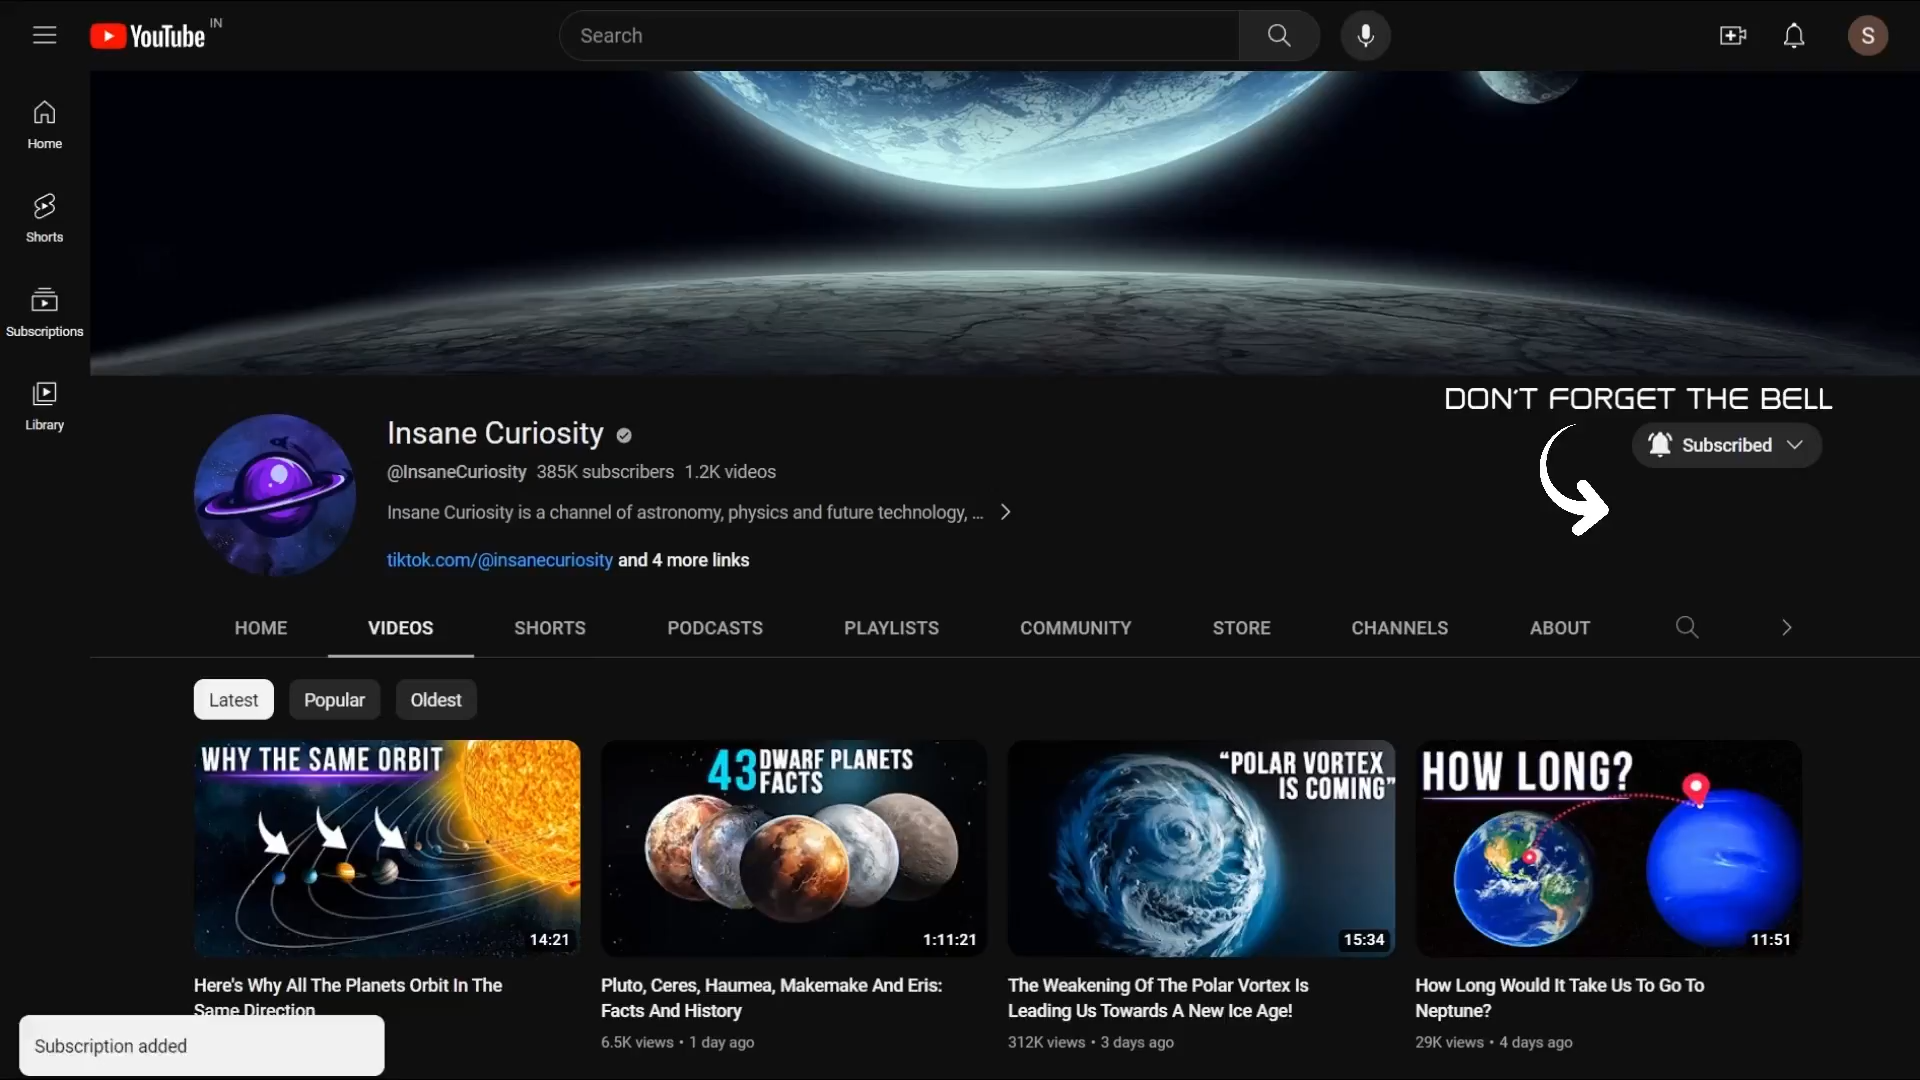 YouTube IN
Search
S
Home
Shorts
Subscriptions
Library
DON'T FORGET THE BELL
Insane Curiosity
Subscribed
@InsaneCuriosity 385K subscribers 1.2K videos
Insane Curiosity is a channel of astronomy, physics and future technology, ...
tiktok.com/@insanecuriosity and 4 more links
HOME VIDEOS SHORTS PODCASTS PLAYLISTS COMMUNITY STORE CHANNELS ABOUT
Latest Popular Oldest
WHY THE SAME ORBIT
14:21
43 DWARF PLANETS
FACTS
1:11:21
“POLAR VORTEX
IS COMING”
15:34
HOW LONG?
11:51
Here's Why All The Planets Orbit In The
Same Direction
Pluto, Ceres, Haumea, Makemake And Eris:
Facts And History
6.5K views • 1 day ago
The Weakening Of The Polar Vortex Is
Leading Us Towards A New Ice Age!
312K views • 3 days ago
How Long Would It Take Us To Go To
Neptune?
29K views • 4 days ago
Subscription added